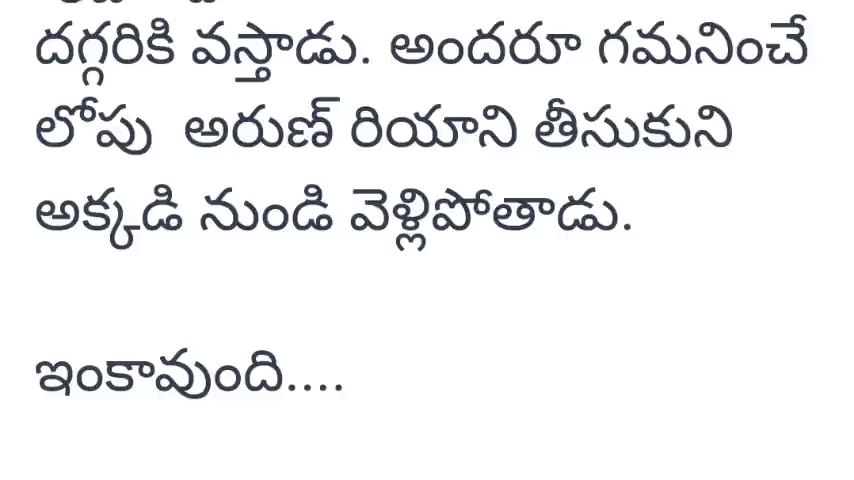 దగ్గరికి వస్తాడు. అందరూ గమనించే
లోపు  అరుణ్ రియాని తీసుకుని
అక్కడి నుండి వెళ్లిపోతాడు.
ఇంకావుంది....